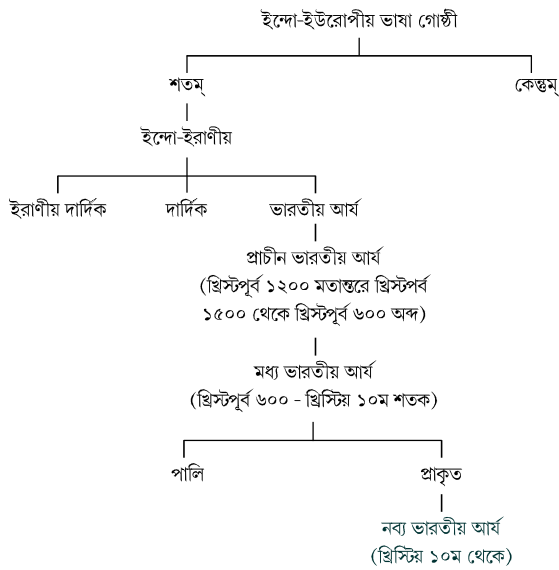 ইন্দো-ইউরোপীয় ভাষা গোষ্ঠী
শতম্ কেন্তুম্
ইন্দো-ইরাণীয়
ইরাণীয় দার্দিক দার্দিক ভারতীয় আর্য
প্রাচীন ভারতীয় আর্য
(খ্রিস্টপূর্ব ১২০০ মতান্তরে খ্রিস্টপর্ব
১৫০০ থেকে খ্রিস্টপূর্ব ৬০০ অব্দ)
মধ্য ভারতীয় আর্য
(খ্রিস্টপূর্ব ৬০০ - খ্রিস্টিয় ১০ম শতক)
পালি প্রাকৃত
নব্য ভারতীয় আর্য
(খ্রিস্টিয় ১০ম থেকে)